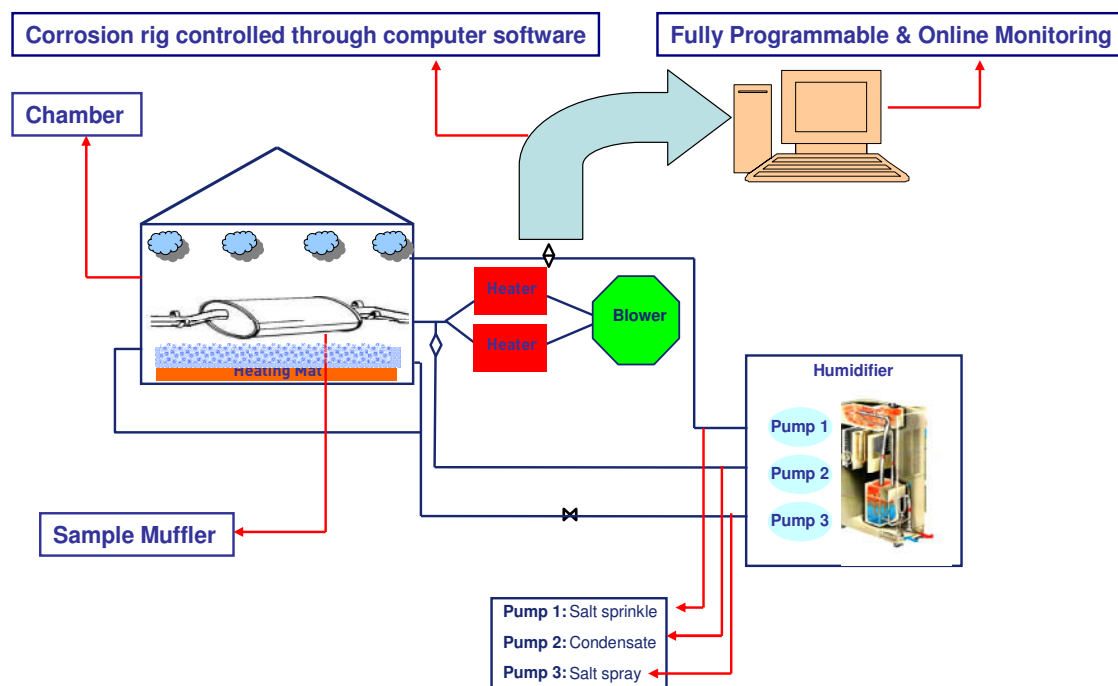 Corrosion rig controlled through computer software
Fully Programmable & Online Monitoring
Chamber
Heater
Heater
Blower
Heating Mat
Humidifier
Pump 1
Pump 2
Pump 3
Sample Muffler
Pump 1: Salt sprinkle
Pump 2: Condensate
Pump 3: Salt spray